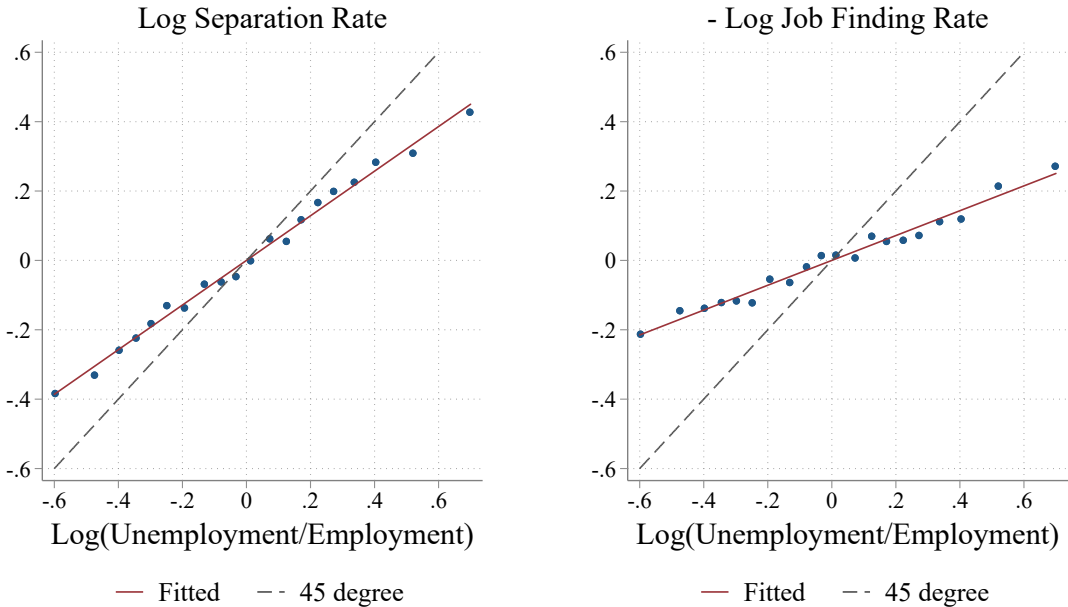 Log Separation Rate
.6
.4
.2
0
-.2
-.4
-.6
-.6 -.4 -.2 0 .2 .4 .6
Log(Unemployment/Employment)
Fitted 45 degree
- Log Job Finding Rate
.6
.4
.2
0
-.2
-.4
-.6
-.6 -.4 -.2 0 .2 .4 .6
Log(Unemployment/Employment)
Fitted 45 degree